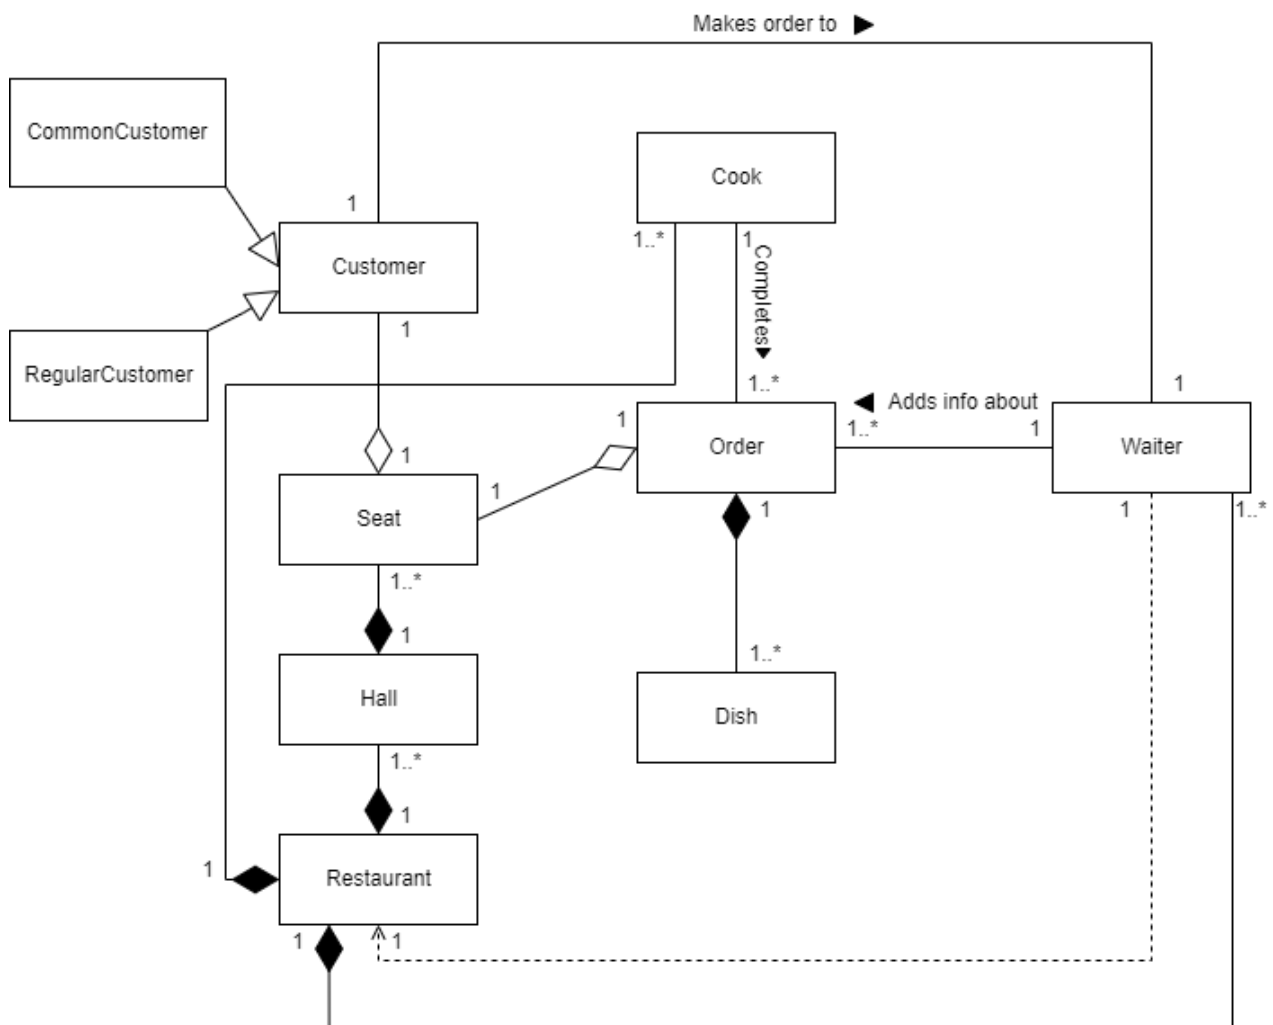 Makes order to
CommonCustomer
Cook
1
1..*
1
Customer
Completes
1
RegularCustomer
1..*
1
Adds info about
1
1..*
1
Order
Waiter
1
1
1
1
1..*
Seat
1..*
1
1..*
Hall
Dish
1..*
1
1
Restaurant
1
1